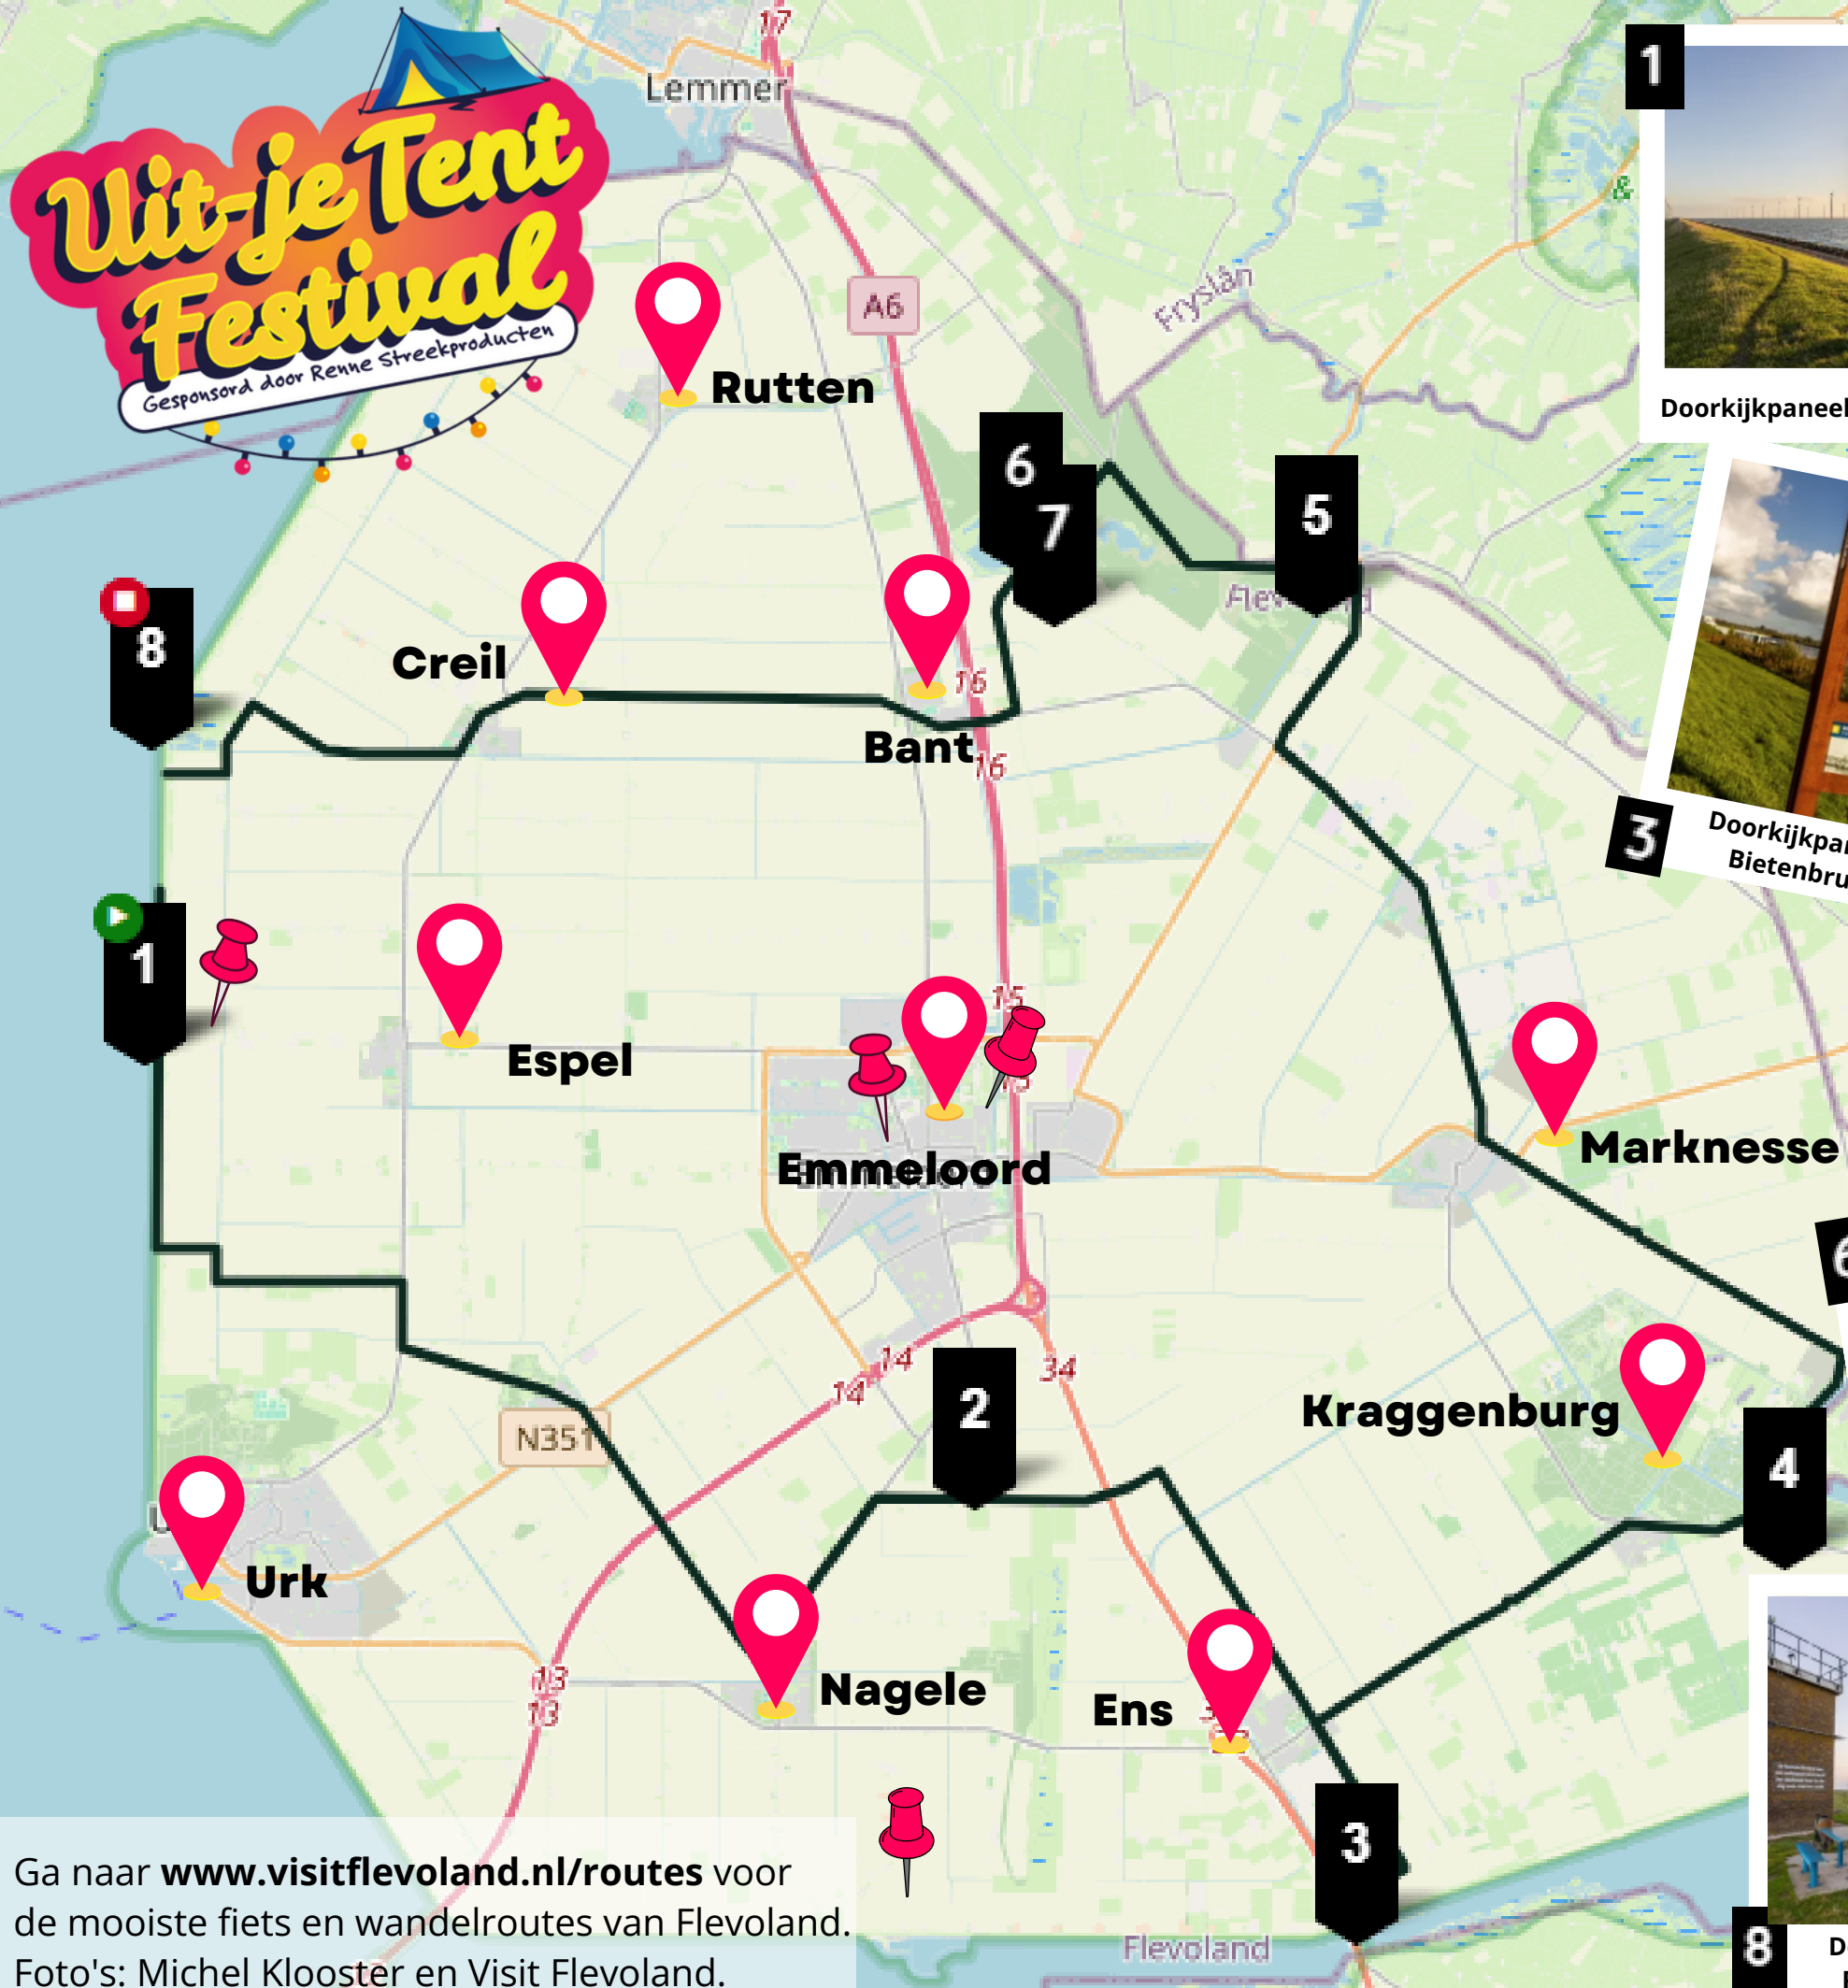 17
Lemmer
1
Uit-je Tent
Festival
Gesponsord door Renne Streekproducten
&
Fryslân
A6
Rutten
Doorkijkpaneel
6
7
5
8
Creil
16
Bant
16
3
Doorkijkpa
Bietenbru
1
15
Espel
Emmeloord
Marknesse
6
14
14
34
2
Kraggenburg
N351
4
Urk
13
13
Nagele
Ens
3
Ga naar www.visitflevoland.nl/routes voor
de mooiste fiets en wandelroutes van Flevoland.
Foto's: Michel Klooster en Visit Flevoland.
Flevoland
8
D